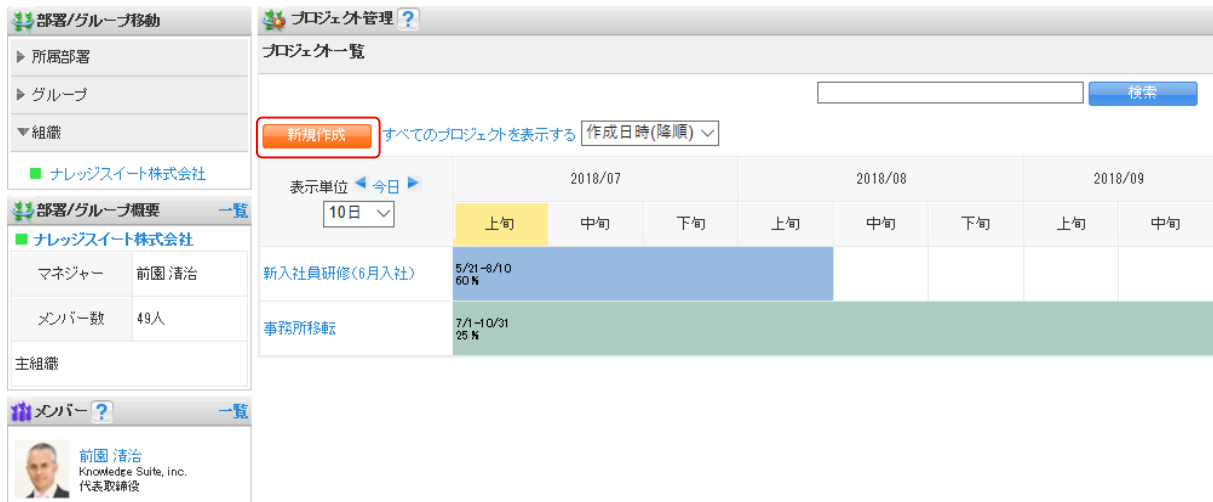 部署/グループ移動
所属部署
グループ
組織
ナレッジスイート株式会社
部署/グループ概要 一覧
ナレッジスイート株式会社
マネジャー 前園 清治
メンバー数 49人
主組織
メンバー ? 一覧
前園 清治
Knowledge Suite, inc.
代表取締役
プロジェクト管理 ?
プロジェクト一覧
検索
新規作成 すべてのプロジェクトを表示する 作成日時(降順)
表示単位 今日 2018/07 2018/08 2018/09
10日 上旬 中旬 下旬 上旬 中旬 下旬 上旬 中旬
新入社員研修(6月入社) 5/21-8/10
60 %
事務所移転 7/1-10/31
25 %